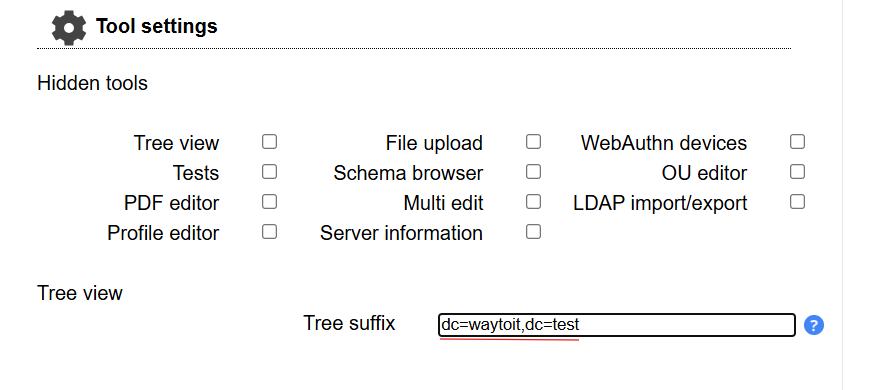 Tool settings
Hidden tools
Tree view File upload WebAuthn devices
Tests Schema browser OU editor
PDF editor Multi edit LDAP import/export
Profile editor Server information
Tree view
Tree suffix dc=waytoit,dc=test ?